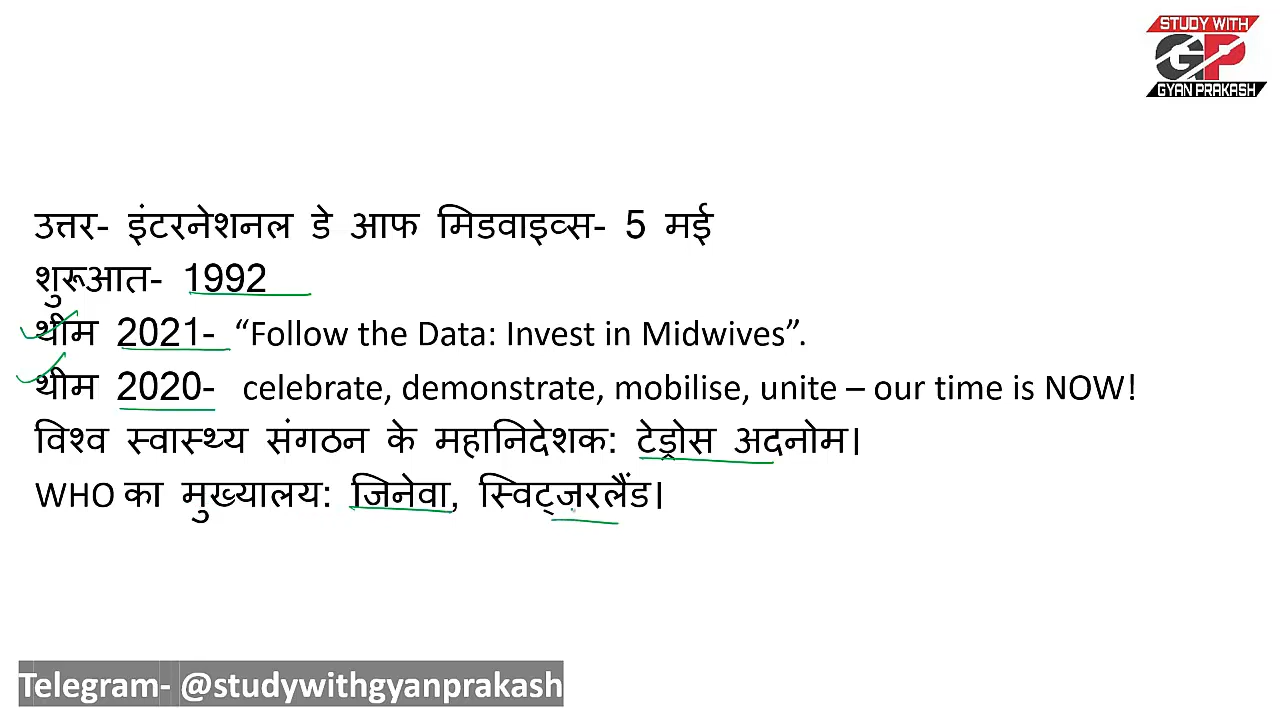 STUDY WITH
GP
GYAN PRAKASH
उत्तर- इंटरनेशनल डे आफ मिडवाइव्स- 5 मई
शुरूआत- 1992
थीम 2021- “Follow the Data: Invest in Midwives”.
थीम 2020- celebrate, demonstrate, mobilise, unite – our time is NOW!
विश्व स्वास्थ्य संगठन के महानिदेशक: टेड्रोस अदनोम।
WHO का मुख्यालय: जिनेवा, स्विट्जरलैंड।
Telegram- @studywithgyanprakash